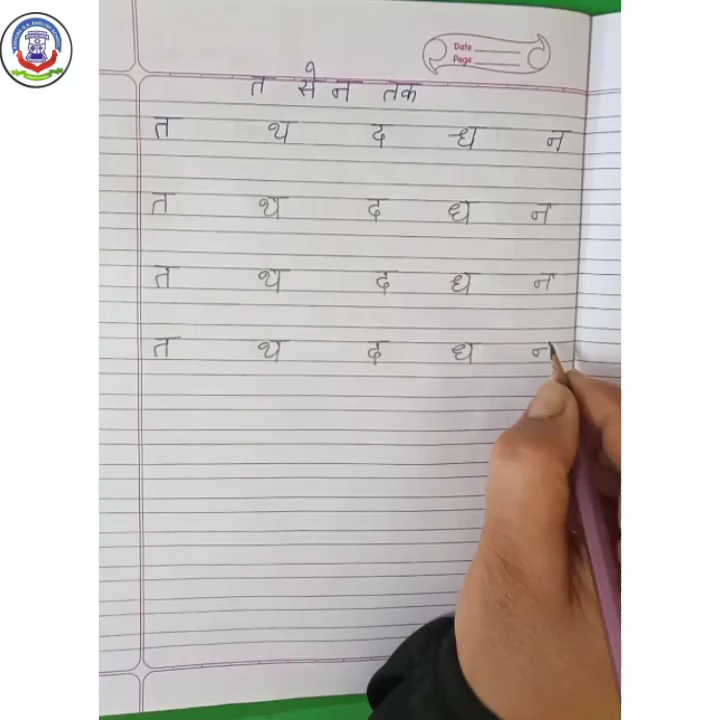 Date
Page
त से न तक
त थ द ध न
त थ द ध न
त थ द ध न
त थ द ध न